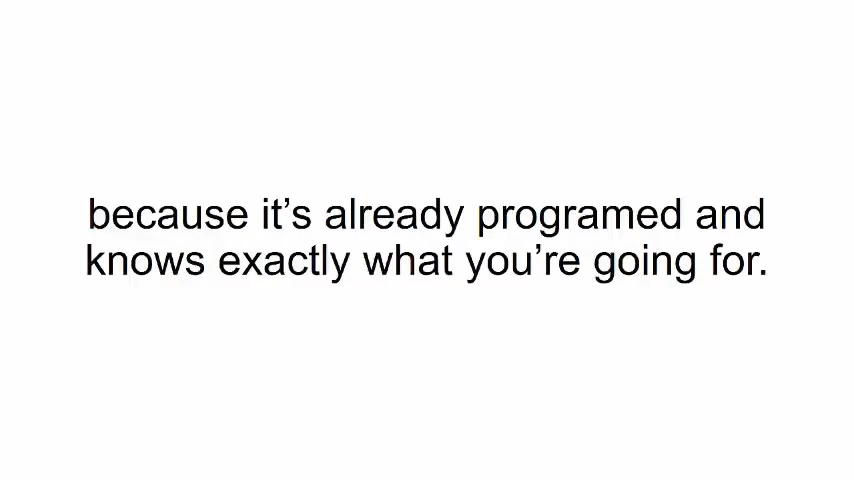 because it’s already programed and
knows exactly what you’re going for.